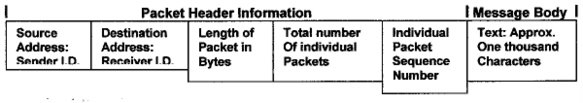 Packet Header Information
Message Body
Source Address: Sender I.D.
Destination Address: Receiver I.D.
Length of Packet in Bytes
Total number Of individual Packets
Individual Packet Sequence Number
Text: Approx. One thousand Characters